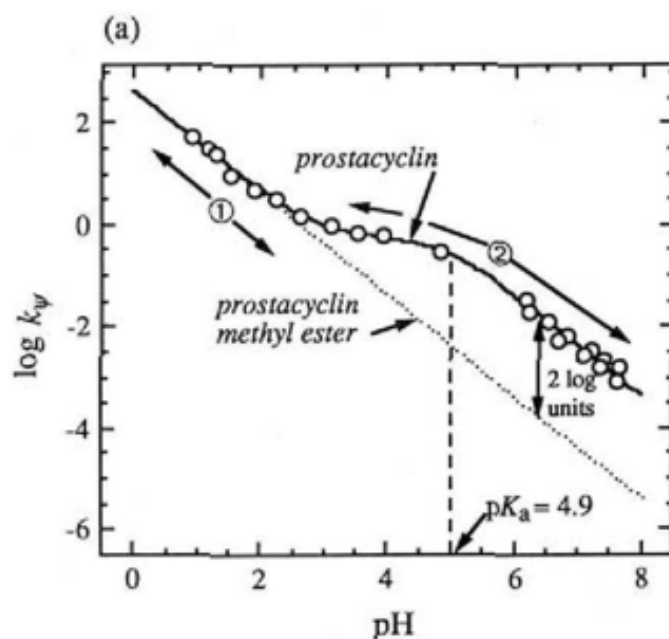 (a)
2
0
-2
-4
-6
log kψ
prostacyclin
①
②
prostacyclin
methyl ester
2 log
units
pKa = 4.9
0
2
4
6
8
pH